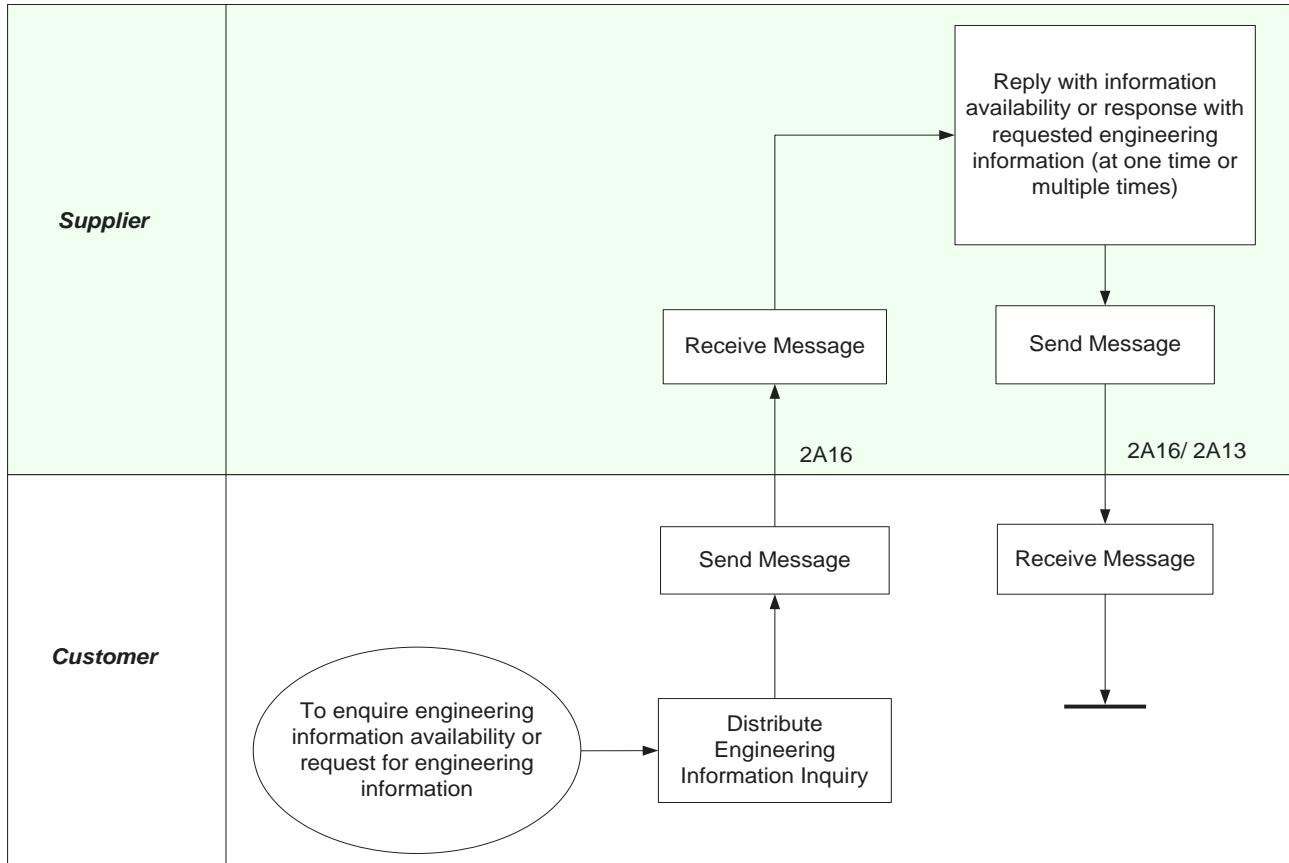 Reply with information
availability or response with
requested engineering
information (at one time or
multiple times)
Supplier
Receive Message
Send Message
2A16
2A16/ 2A13
Send Message
Receive Message
Customer
To enquire engineering
information availability or
request for engineering
information
Distribute
Engineering
Information Inquiry